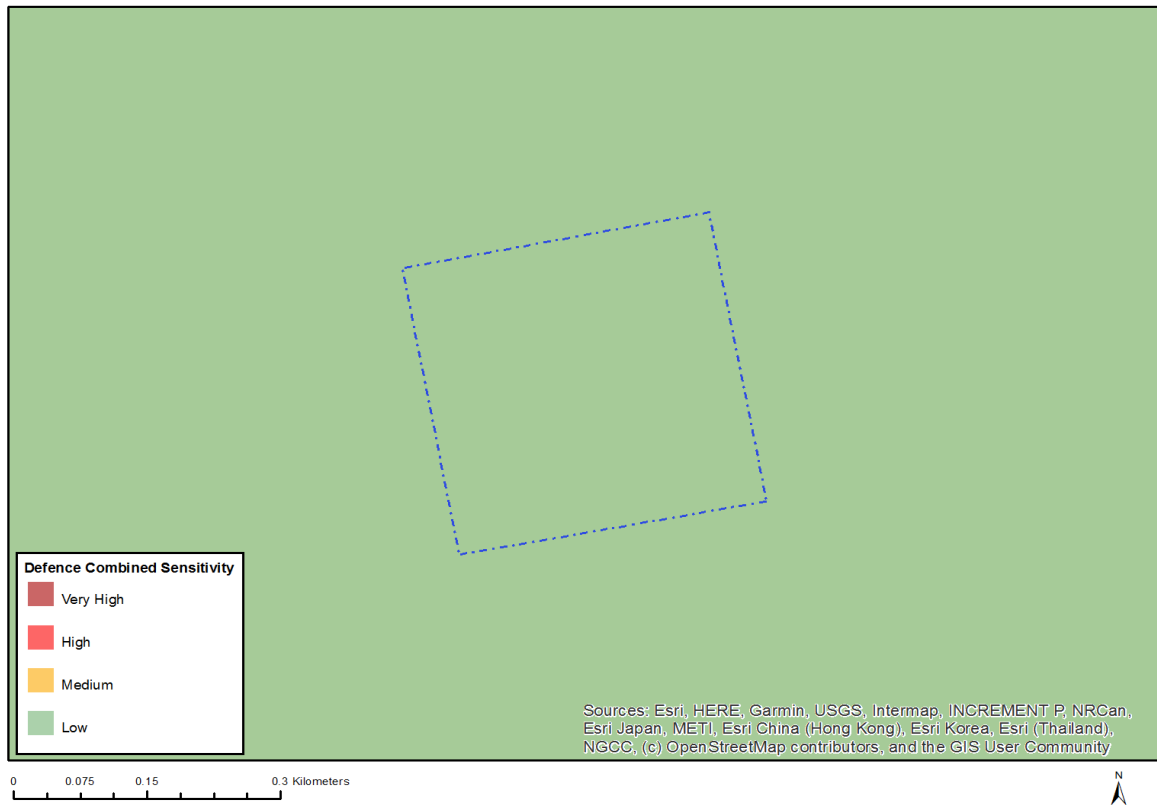 Defence Combined Sensitivity
Very High
High
Medium
Low
Sources: Esri, HERE, Garmin, USGS, Intermap, INCREMENT P, NRCan,
Esri Japan, METI, Esri China (Hong Kong), Esri Korea, Esri (Thailand),
NGCC, (c) OpenStreetMap contributors, and the GIS User Community
0 0.075 0.15 0.3 Kilometers
N